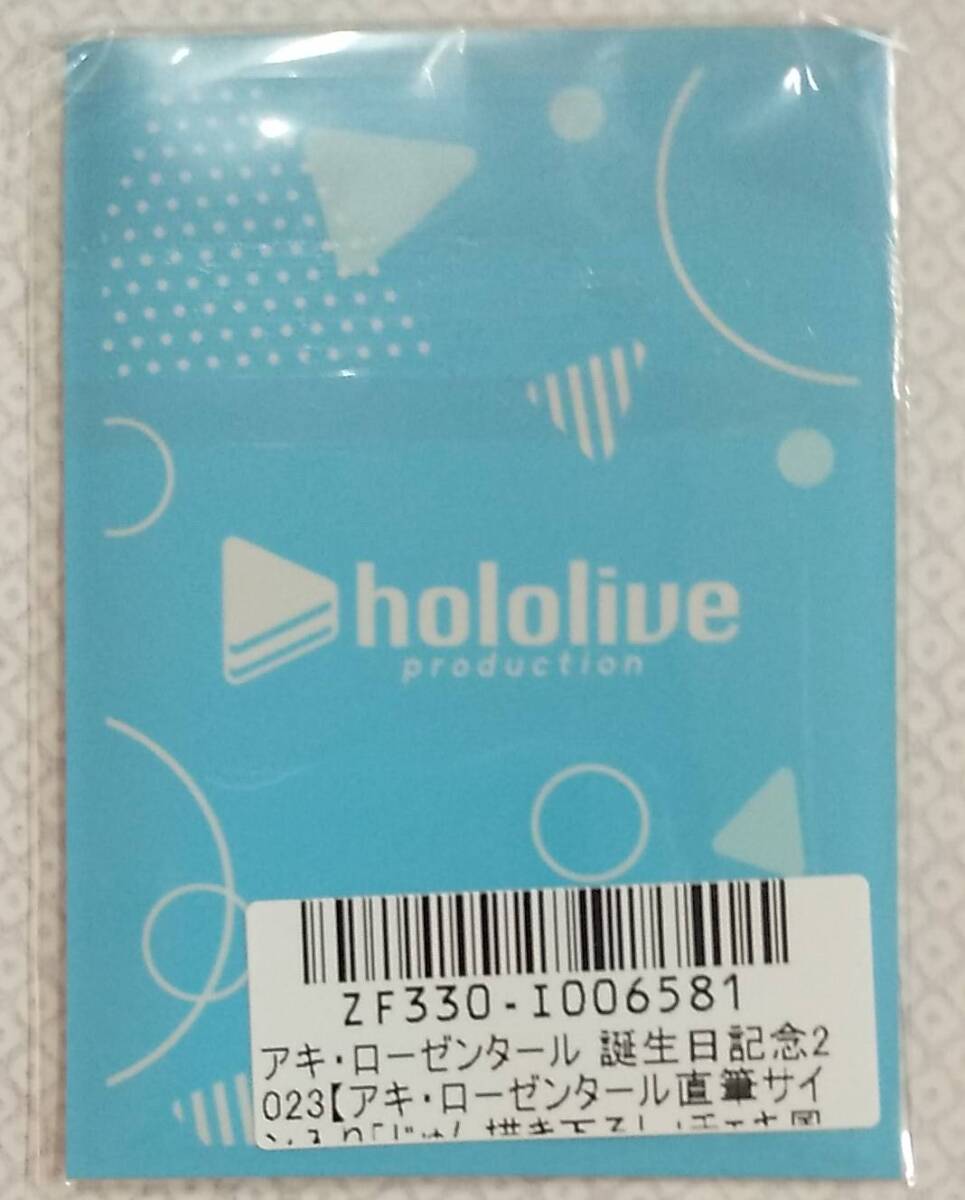 hololive
production
ZF330-I006581
アキ・ローゼンタール 誕生日記念2
023【アキ・ローゼンタール直筆サイ